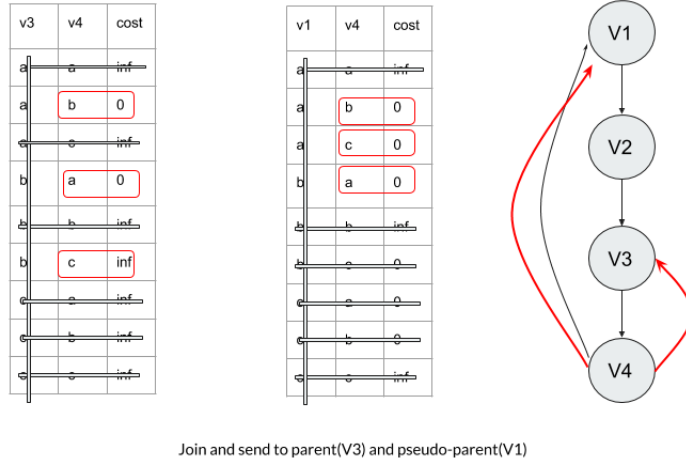 v3 v4 cost
a a inf
a b 0
inf
b a 0
b b inf
b c inf
a inf
b inf
inf
v1 v4 cost
a a inf
a b 0
a c 0
b a 0
b b inf
b c 0
a 0
b 0
inf
V1
V2
V3
V4
Join and send to parent(V3) and pseudo-parent(V1)